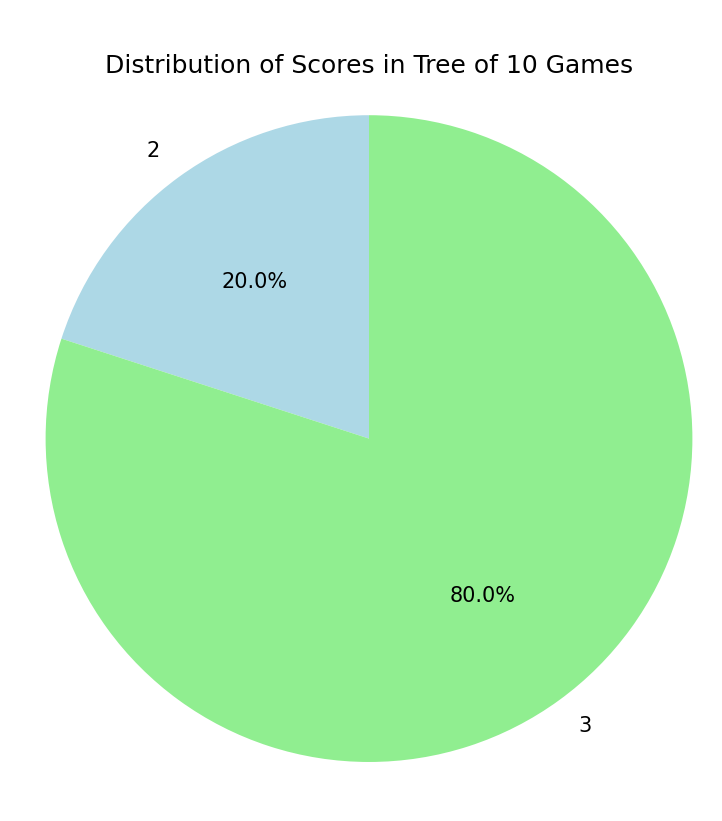 Distribution of Scores in Tree of 10 Games
2
20.0%
80.0%
3